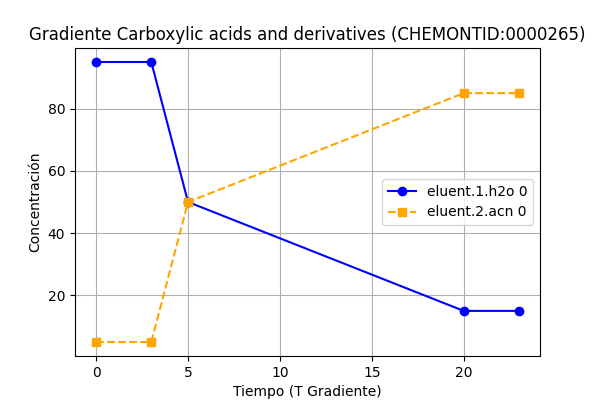 Gradiente Carboxylic acids and derivatives (CHEMONTID:0000265)
Concentración
80
60
40
20
eluent.1.h2o 0
eluent.2.acn 0
0 5 10 15 20
Tiempo (T Gradiente)